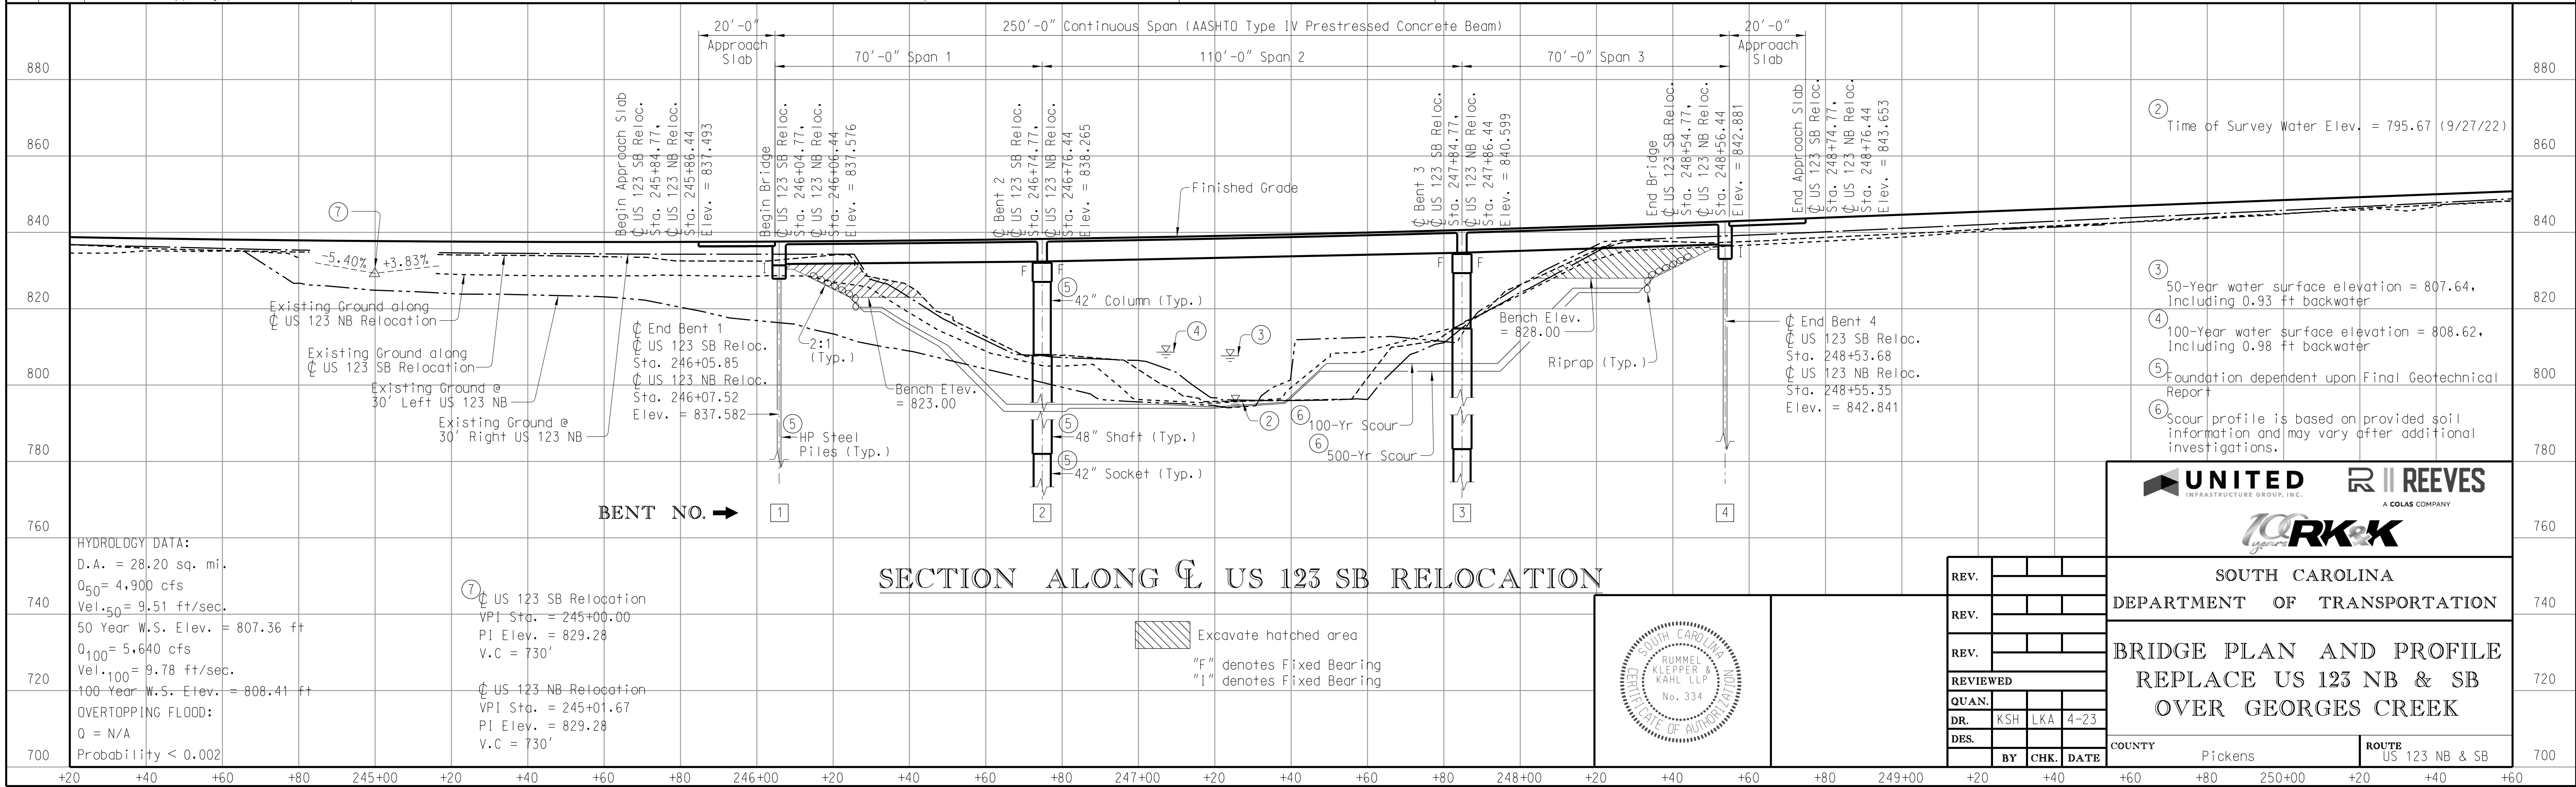 20'-0"
250'-0" Continuous Span (AASHTO Type IV Prestressed Concrete Beam)
20'-0"
Approach
Slab
70'-0" Span 1
110'-0" Span 2
70'-0" Span 3
Approach
Slab
880
880
860
860
840
840
820
820
800
800
780
780
760
760
740
740
720
720
700
700
Begin Approach Slab
℄ US 123 SB Reloc.
Sta. 245+84.77,
℄ US 123 NB Reloc.
Sta. 245+86.44
Elev. = 837.493
Begin Bridge
℄ US 123 SB Reloc.
Sta. 246+04.77,
℄ US 123 NB Reloc.
Sta. 246+06.44
Elev. = 837.576
℄ Bent 2
℄ US 123 SB Reloc.
Sta. 246+74.77,
℄ US 123 NB Reloc.
Sta. 246+76.44
Elev. = 838.265
℄ Bent 3
℄ US 123 SB Reloc.
Sta. 247+84.77,
℄ US 123 NB Reloc.
Sta. 247+86.44
Elev. = 840.599
End Bridge
℄ US 123 SB Reloc.
Sta. 248+54.77,
℄ US 123 NB Reloc.
Sta. 248+56.44
Elev. = 842.881
End Approach Slab
℄ US 123 SB Reloc.
Sta. 248+74.77,
℄ US 123 NB Reloc.
Sta. 248+76.44
Elev. = 843.653
2
Time of Survey Water Elev. = 795.67 (9/27/22)
Finished Grade
7
-5.40% +3.83%
I
F F
F F
I
Existing Ground along
℄ US 123 NB Relocation
Existing Ground along
℄ US 123 SB Relocation
Existing Ground @
30' Left US 123 NB
Existing Ground @
30' Right US 123 NB
℄ End Bent 1
℄ US 123 SB Reloc.
Sta. 246+05.85
℄ US 123 NB Reloc.
Sta. 246+07.52
Elev. = 837.582
2:1
(Typ.)
Bench Elev.
= 823.00
5
HP Steel
Piles (Typ.)
5
42" Column (Typ.)
5
48" Shaft (Typ.)
5
42" Socket (Typ.)
4
3
2
6
100-Yr Scour
6
500-Yr Scour
Bench Elev.
= 828.00
Riprap (Typ.)
℄ End Bent 4
℄ US 123 SB Reloc.
Sta. 248+53.68
℄ US 123 NB Reloc.
Sta. 248+55.35
Elev. = 842.841
3
50-Year water surface elevation = 807.64,
Including 0.93 ft backwater
4
100-Year water surface elevation = 808.62,
Including 0.98 ft backwater
5
Foundation dependent upon Final Geotechnical
Report
6
Scour profile is based on provided soil
information and may vary after additional
investigations.
BENT NO.
1
2
3
4
HYDROLOGY DATA:
D.A. = 28.20 sq. mi.
Q50= 4,900 cfs
Vel.50= 9.51 ft/sec.
50 Year W.S. Elev. = 807.36 ft
Q100= 5,640 cfs
Vel.100= 9.78 ft/sec.
100 Year W.S. Elev. = 808.41 ft
OVERTOPPING FLOOD:
Q = N/A
Probability < 0.002
7
℄ US 123 SB Relocation
VPI Sta. = 245+00.00
PI Elev. = 829.28
V.C = 730'
℄ US 123 NB Relocation
VPI Sta. = 245+01.67
PI Elev. = 829.28
V.C = 730'
SECTION ALONG ℄ US 123 SB RELOCATION
Excavate hatched area
"F" denotes Fixed Bearing
"I" denotes Fixed Bearing
SOUTH CAROLINA
RUMMEL
KLEPPER &
KAHL LLP
No. 334
CERTIFICATE OF AUTHORIZATION
UNITED
INFRASTRUCTURE GROUP, INC.
R REEVES
A COLAS COMPANY
100 years RK&K
REV.
REV.
REV.
REVIEWED
QUAN.
DR. KSH LKA 4-23
DES.
BY CHK. DATE
SOUTH CAROLINA
DEPARTMENT OF TRANSPORTATION
BRIDGE PLAN AND PROFILE
REPLACE US 123 NB & SB
OVER GEORGES CREEK
COUNTY
Pickens
ROUTE
US 123 NB & SB
+20 +40 +60 +80 245+00 +20 +40 +60 +80 246+00 +20 +40 +60 +80 247+00 +20 +40 +60 +80 248+00 +20 +40 +60 +80 249+00 +20 +40 +60 +80 250+00 +20 +40 +60